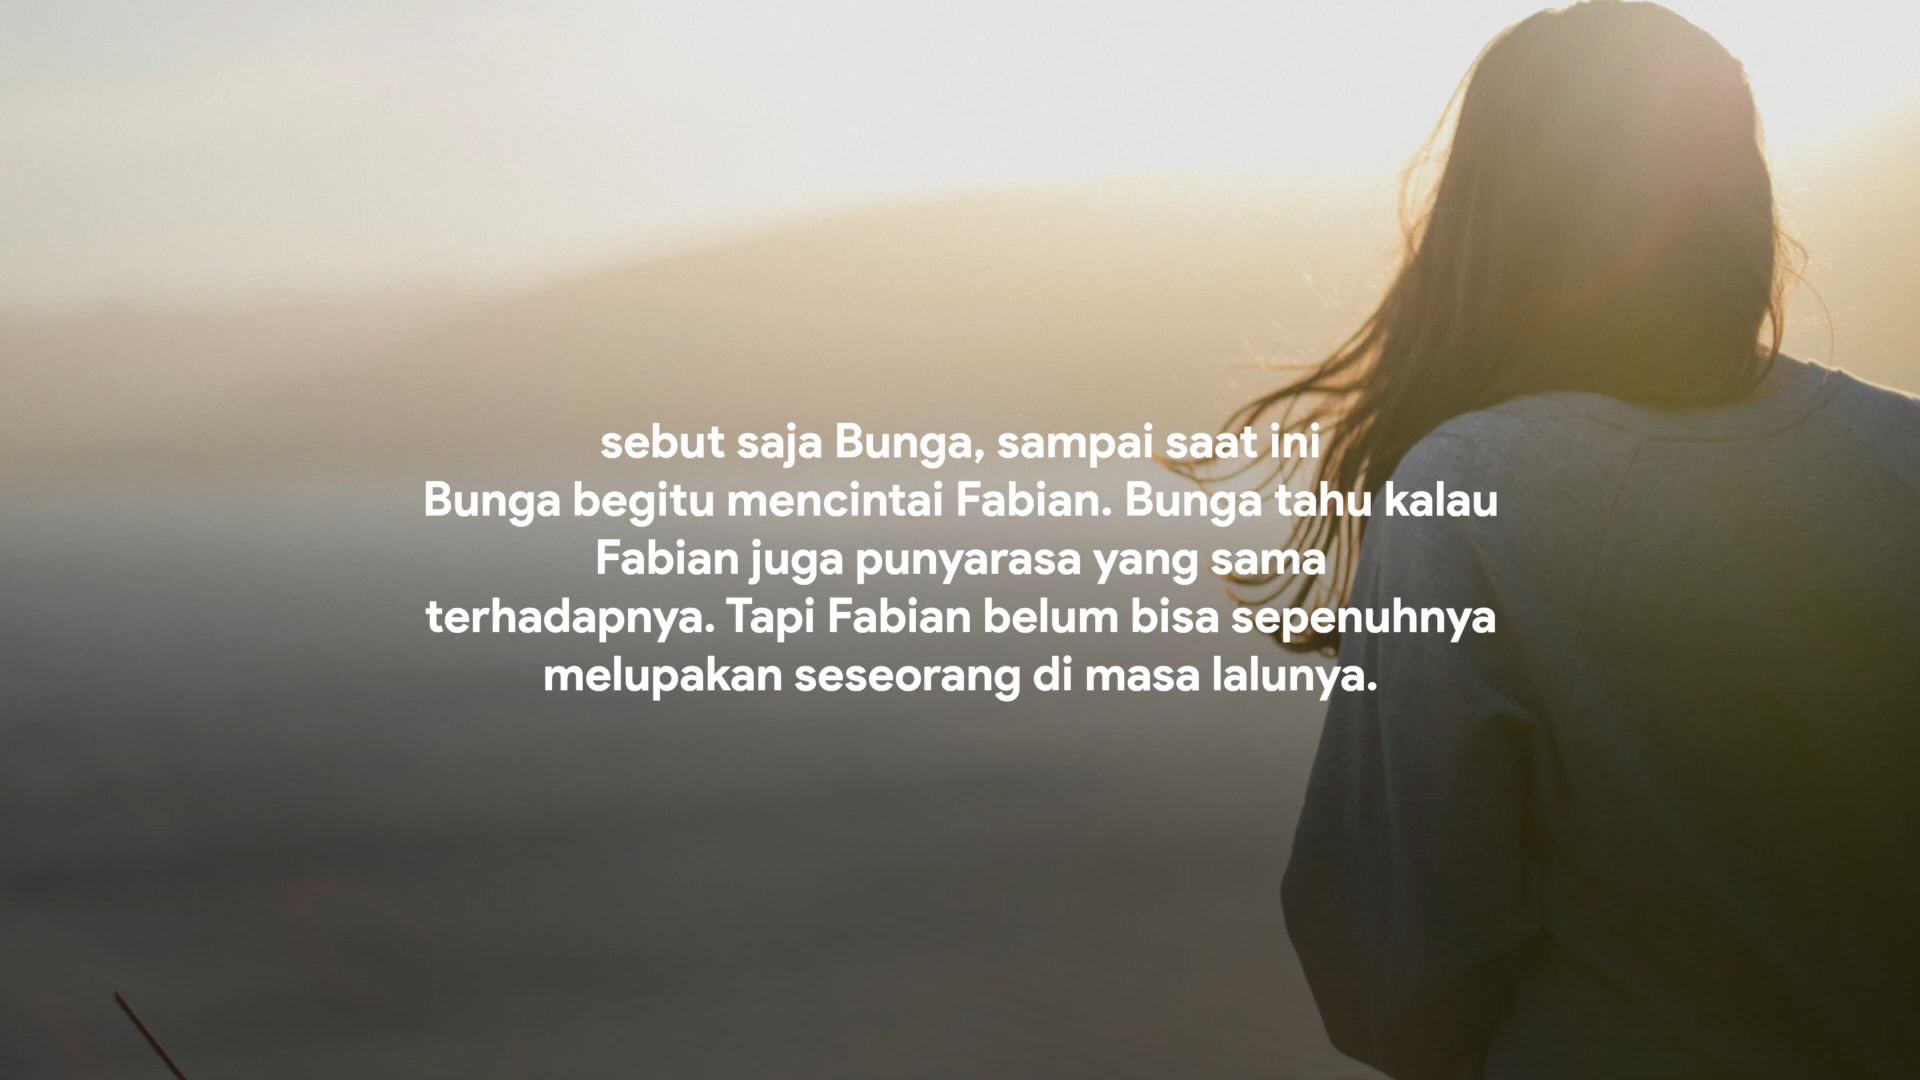 sebut saja Bunga, sampai saat ini
Bunga begitu mencintai Fabian. Bunga tahu kalau
Fabian juga punyarasa yang sama
terhadapnya. Tapi Fabian belum bisa sepenuhnya
melupakan seseorang di masa lalunya.